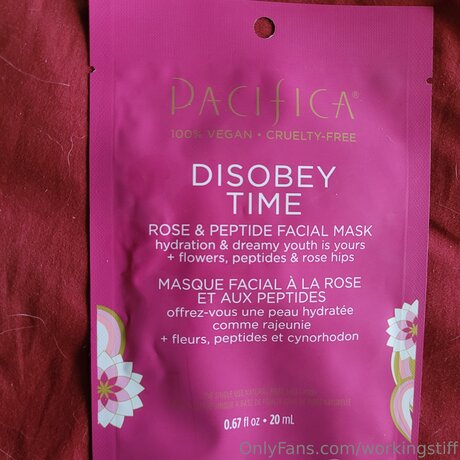 PACIFICA®
100% VEGAN • CRUELTY-FREE
DISOBEY
TIME
ROSE & PEPTIDE FACIAL MASK
hydration & dreamy youth is yours
+ flowers, peptides & rose hips
MASQUE FACIAL À LA ROSE
ET AUX PEPTIDES
offrez-vous une peau hydratée
comme rajeunie
+ fleurs, peptides et cynorhodon
0.67 fl oz • 20 mL
OnlyFans.com/workingstiff